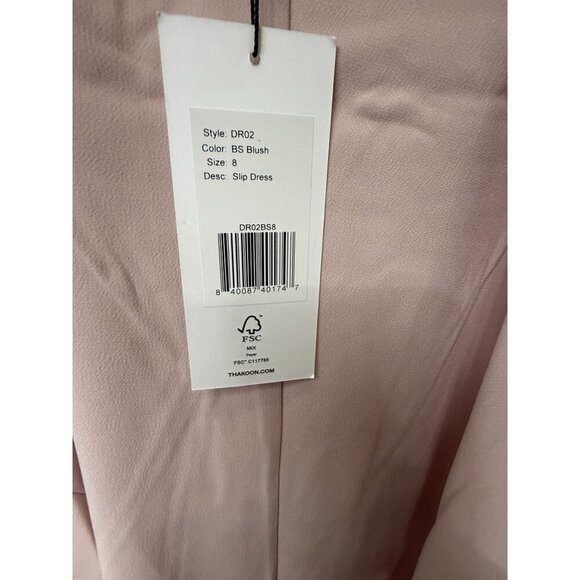 Style: DR02
Color: BS Blush
Size: 8
Desc: Slip Dress
DR02BS8
8 40087 40174 7
FSC
MIX
Paper
FSC® C117785
THAKOON.COM